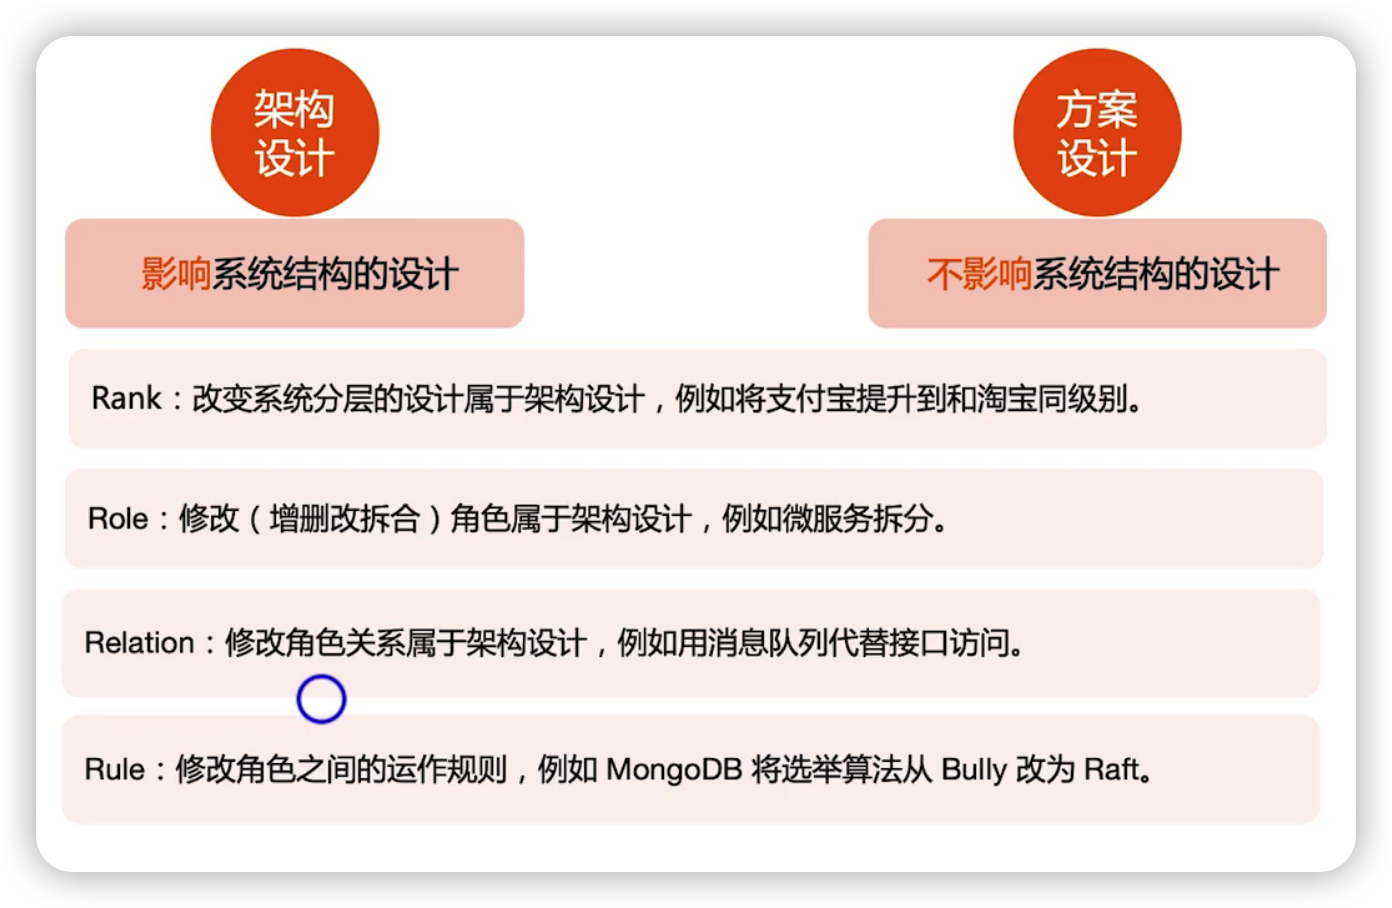 架构
设计
方案
设计
影响系统结构的设计
不影响系统结构的设计
Rank：改变系统分层的设计属于架构设计，例如将支付宝提升到和淘宝同级别。
Role：修改（增删改拆合）角色属于架构设计，例如微服务拆分。
Relation：修改角色关系属于架构设计，例如用消息队列代替接口访问。
Rule：修改角色之间的运作规则，例如 MongoDB 将选举算法从 Bully 改为 Raft。